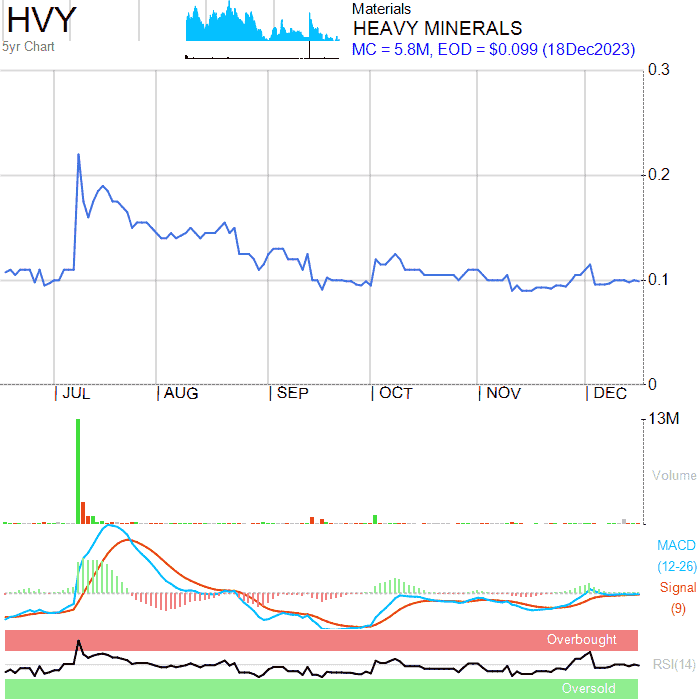 HVY
5yr Chart
Materials
HEAVY MINERALS
MC = 5.8M, EOD = $0.099 (18Dec2023)
0.3
0.2
0.1
0
JUL AUG SEP OCT NOV DEC
13M
Volume
MACD
(12-26)
Signal
(9)
Overbought
RSI(14)
Oversold